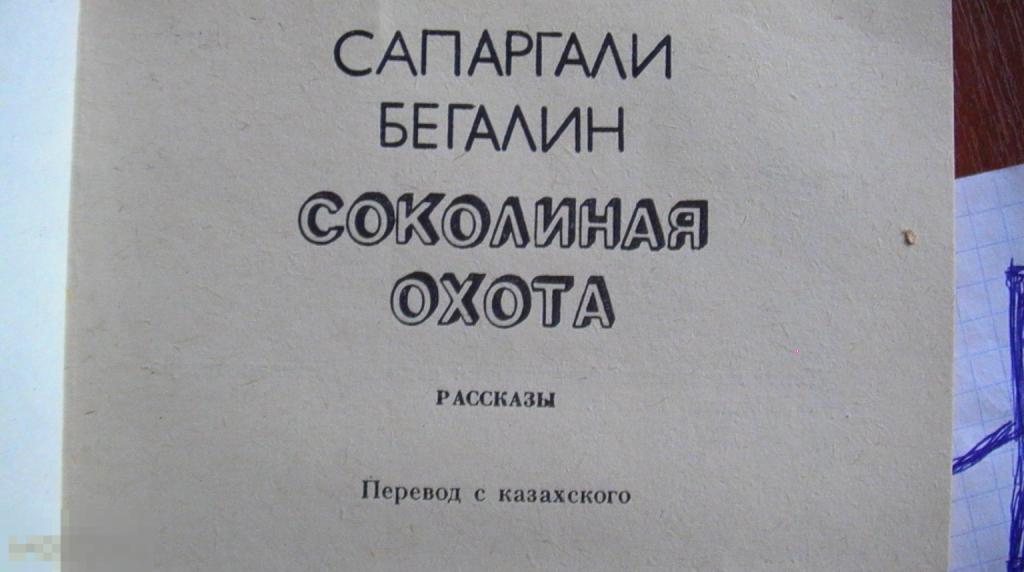 САПАРГАЛИ
БЕГАЛИН
СОКОЛИНАЯ
ОХОТА
РАССКАЗЫ
Перевод с казахского